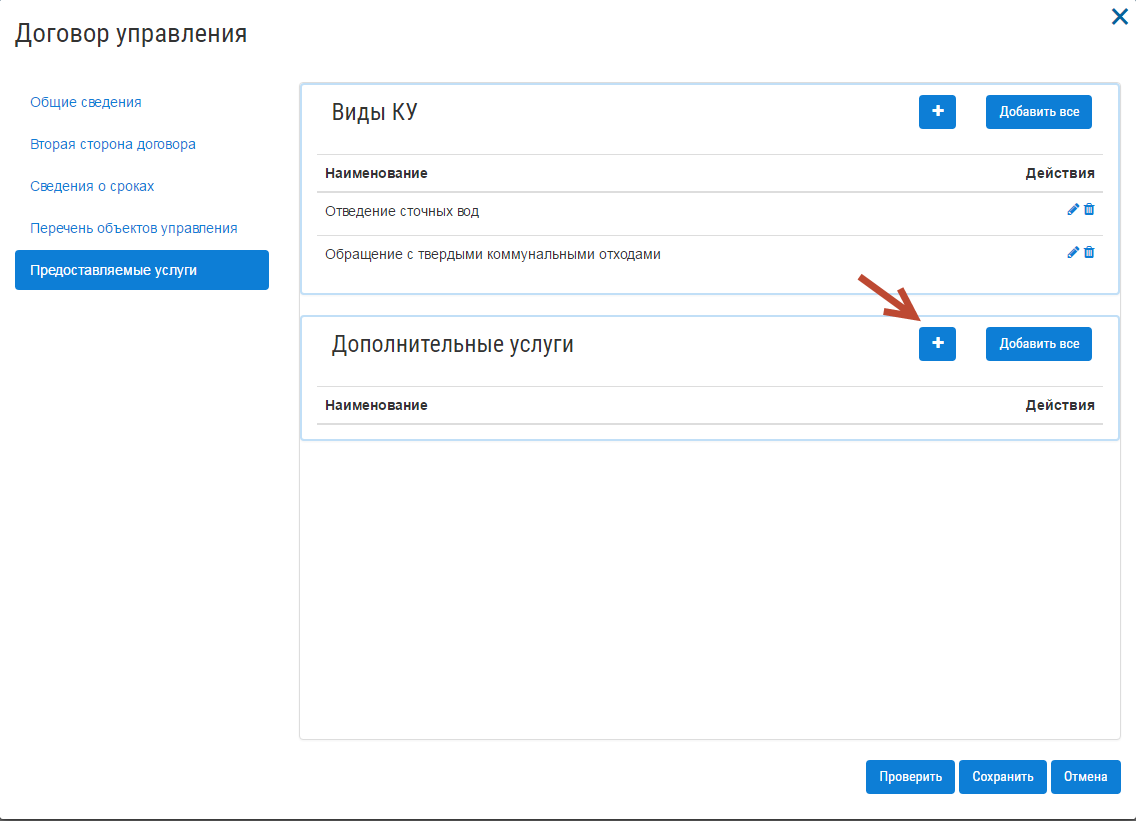 Договор управления
Общие сведения
Вторая сторона договора
Сведения о сроках
Перечень объектов управления
Предоставляемые услуги
Виды КУ
+ Добавить все
Наименование Действия
Отведение сточных вод
Обращение с твердыми коммунальными отходами
Дополнительные услуги
+ Добавить все
Наименование Действия
Проверить Сохранить Отмена